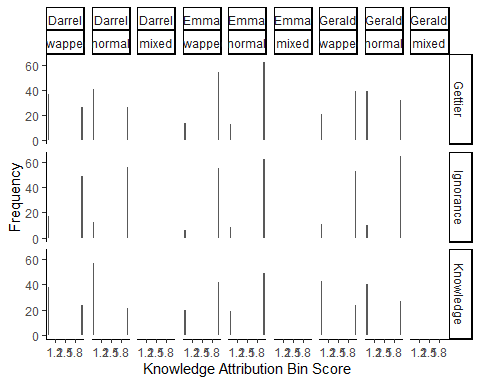 Darrel Darrel Darrel Emma Emma Emma Gerald Gerald Gerald
wappe normal mixed wappe normal mixed wappe normal mixed
60
40
20
0
Gettier
60
40
20
0
Ignorance
60
40
20
0
Knowledge
Frequency
Knowledge Attribution Bin Score